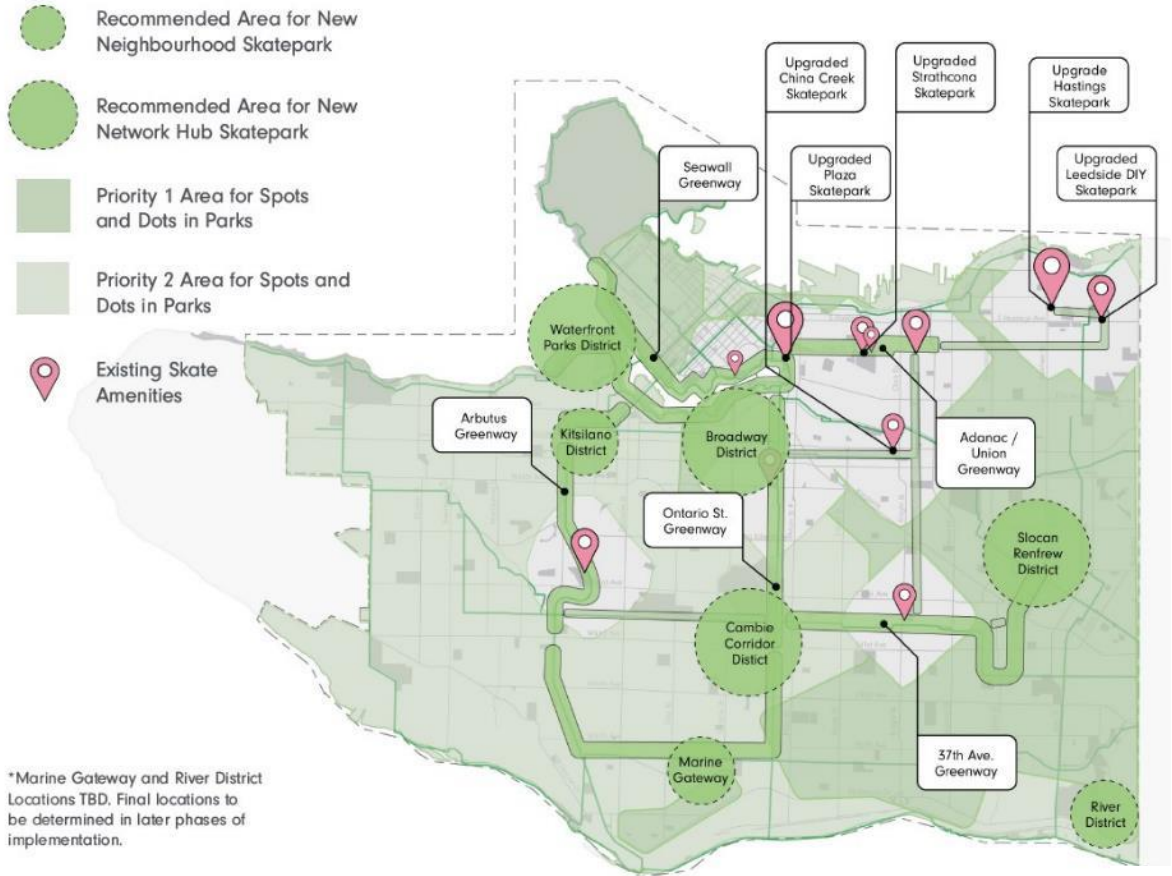 Recommended Area for New
Neighbourhood Skatepark
Recommended Area for New
Network Hub Skatepark
Priority 1 Area for Spots
and Dots in Parks
Priority 2 Area for Spots and
Dots in Parks
Existing Skate
Amenities
Upgraded
China Creek
Skatepark
Upgraded
Strathcona
Skatepark
Upgrade
Hastings
Skatepark
Seawall
Greenway
Upgraded
Plaza
Skatepark
Upgraded
Leedside DIY
Skatepark
Waterfront
Parks District
Arbutus
Greenway
Kitsilano
District
Broadway
District
Adanac /
Union
Greenway
Ontario St.
Greenway
Slocan
Renfrew
District
Cambie
Corridor
Distict
Marine
Gateway
37th Ave.
Greenway
River
District
*Marine Gateway and River District
Locations TBD. Final locations to
be determined in later phases of
implementation.